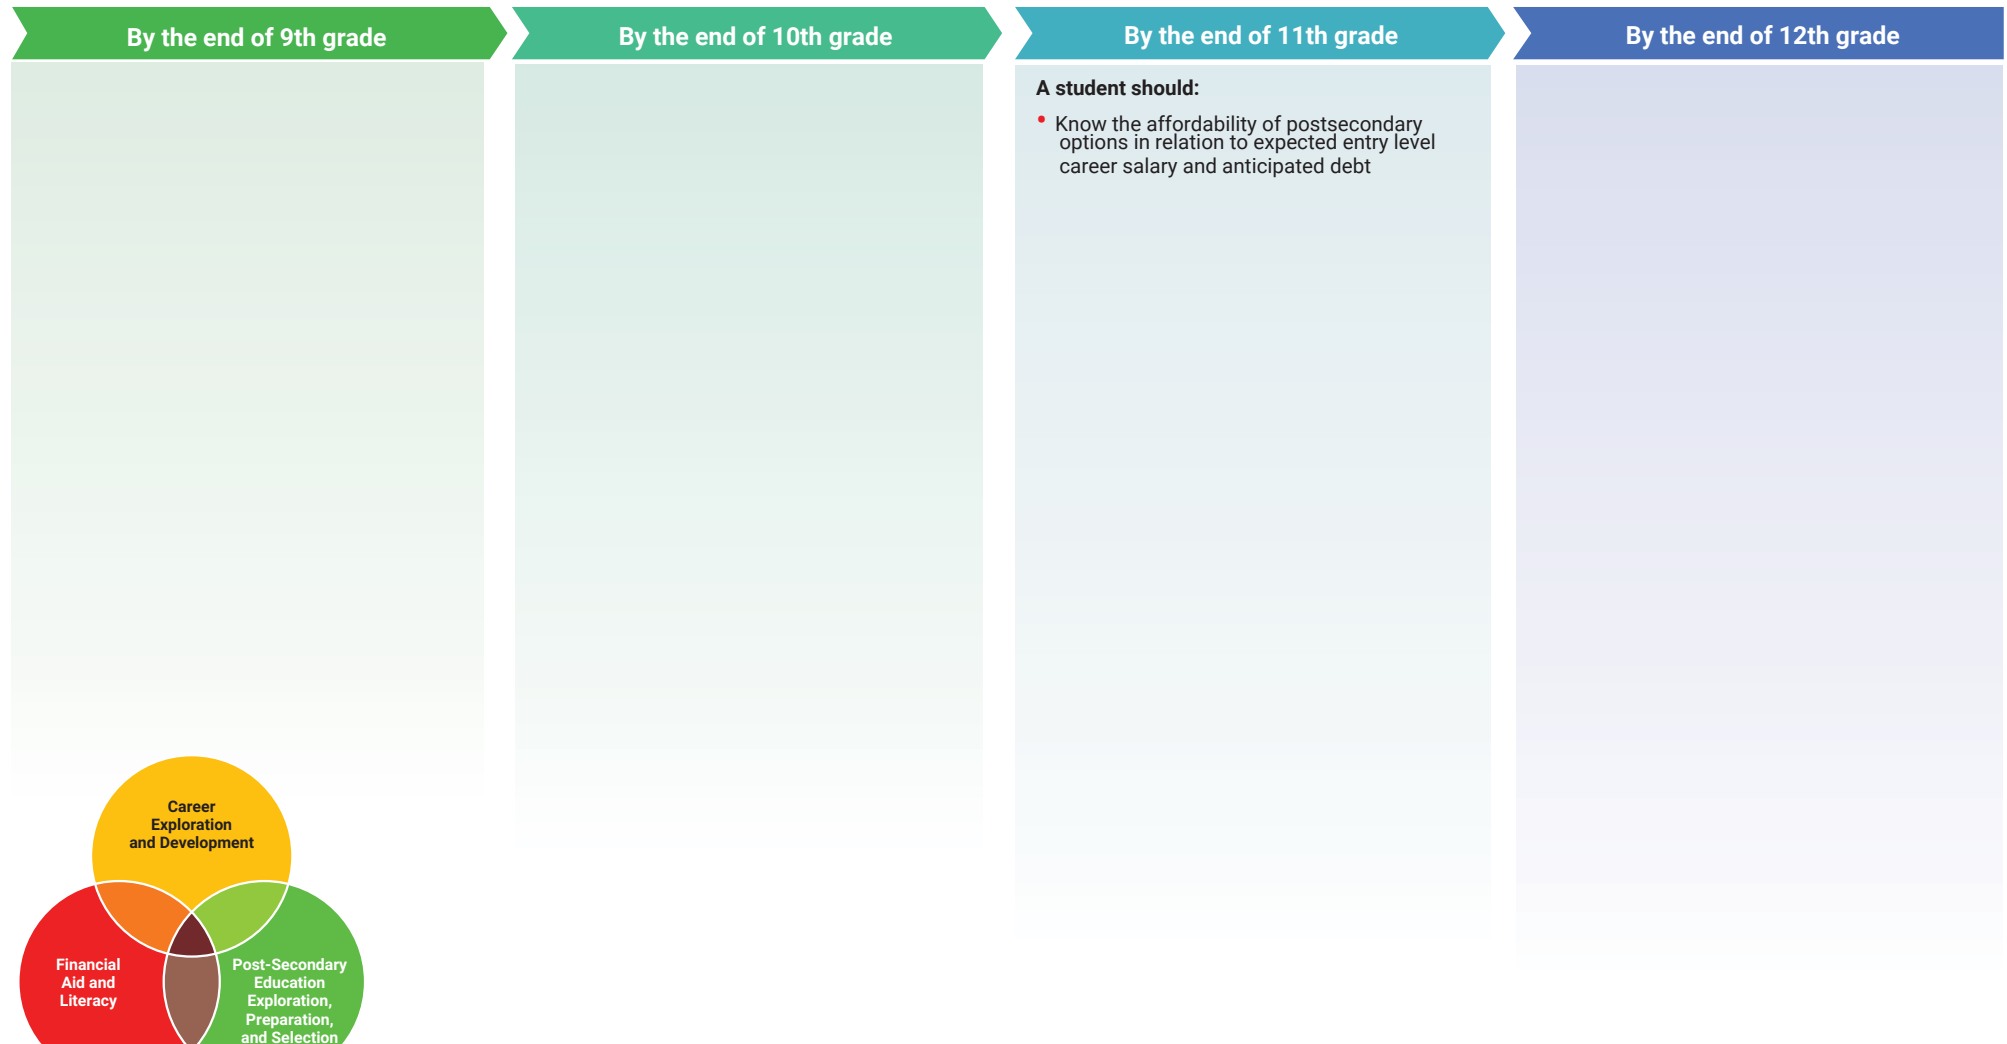 By the end of 9th grade
By the end of 10th grade
By the end of 11th grade
By the end of 12th grade
A student should:
• Know the affordability of postsecondary
options in relation to expected entry level
career salary and anticipated debt
Career
Exploration
and Development
Financial
Aid and
Literacy
Post-Secondary
Education
Exploration,
Preparation,
and Selection